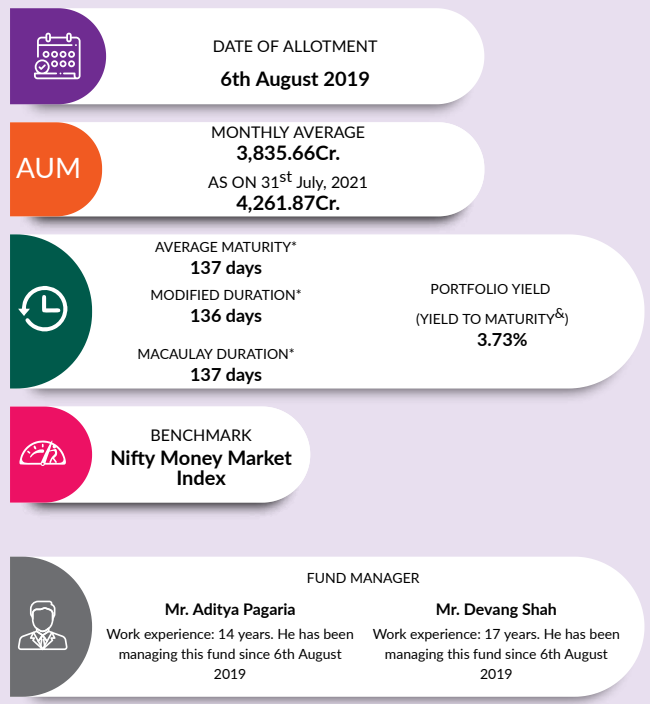 DATE OF ALLOTMENT
6th August 2019
AUM
MONTHLY AVERAGE
3,835.66Cr.
AS ON 31st July, 2021
4,261.87Cr.
AVERAGE MATURITY*
137 days
MODIFIED DURATION*
136 days
MACAULAY DURATION*
137 days
PORTFOLIO YIELD
(YIELD TO MATURITY&)
3.73%
BENCHMARK
Nifty Money Market
Index
FUND MANAGER
Mr. Aditya Pagaria
Work experience: 14 years. He has been
managing this fund since 6th August
2019
Mr. Devang Shah
Work experience: 17 years. He has been
managing this fund since 6th August
2019